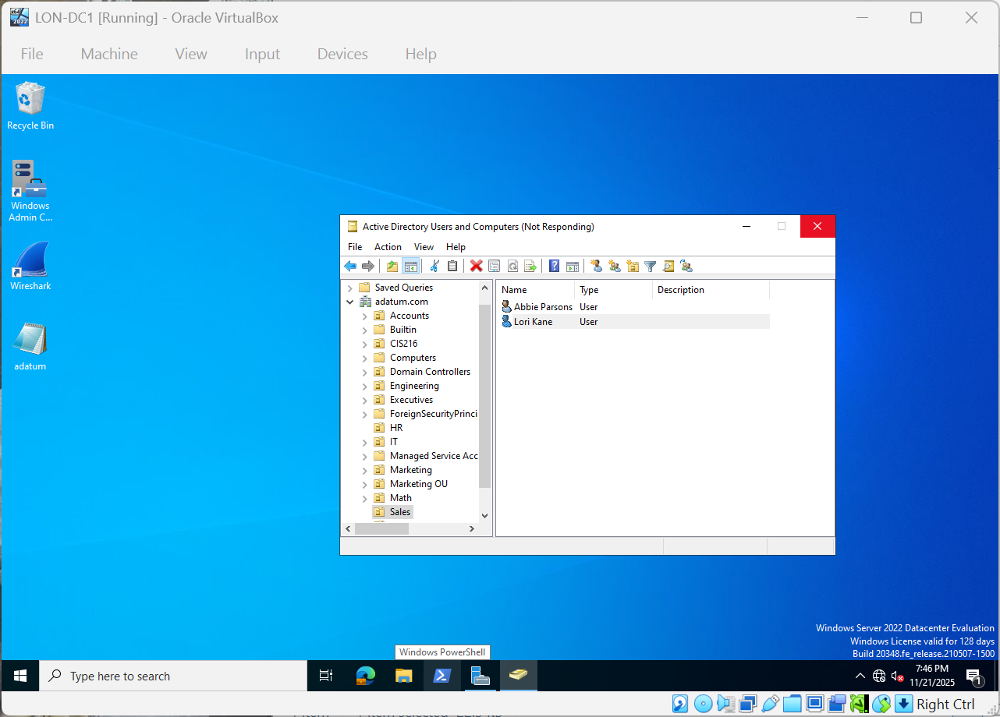 LON-DC1 [Running] - Oracle VirtualBox
File Machine View Input Devices Help
Recycle Bin
Windows
Admin C...
Wireshark
adatum
Active Directory Users and Computers (Not Responding)
File Action View Help
Saved Queries
adatum.com
Accounts
Builtin
CIS216
Computers
Domain Controllers
Engineering
Executives
ForeignSecurityPrinci
HR
IT
Managed Service Acc
Marketing
Marketing OU
Math
Sales
Name Type Description
Abbie Parsons User
Lori Kane User
Windows Server 2022 Datacenter Evaluation
Windows License valid for 128 days
Build 20348.fe_release.210507-1500
Windows PowerShell
Type here to search
7:46 PM
11/21/2025
1
Right Ctrl